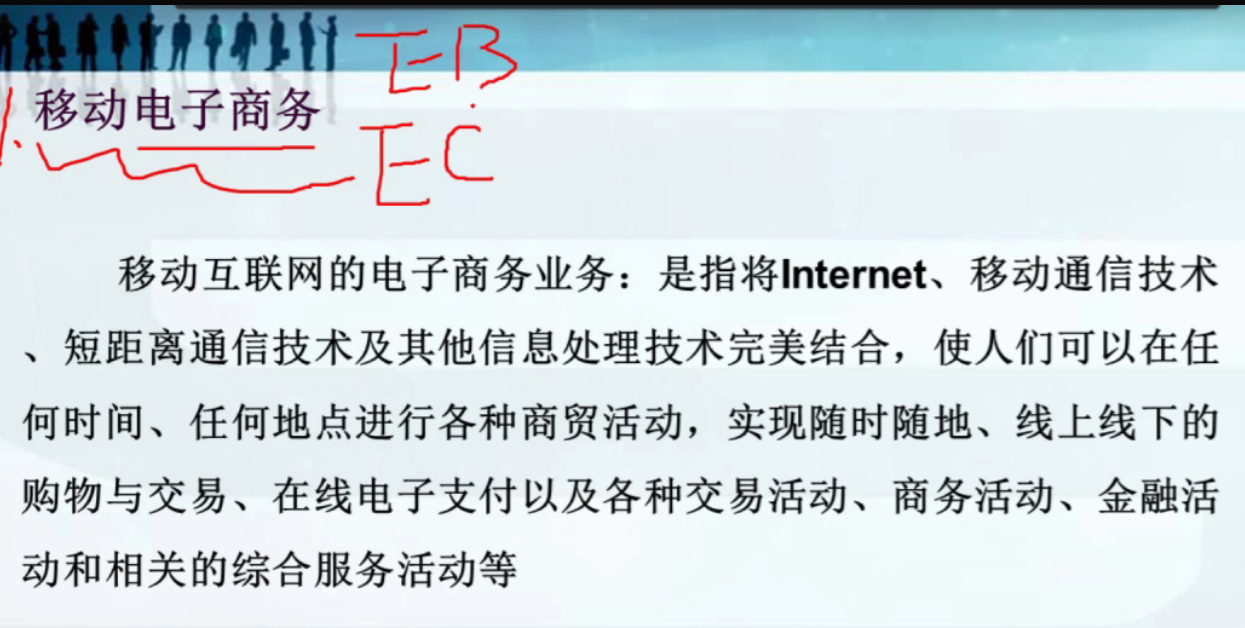 EB
移动电子商务
EC
移动互联网的电子商务业务：是指将Internet、移动通信技术
、短距离通信技术及其他信息处理技术完美结合，使人们可以在任
何时间、任何地点进行各种商贸活动，实现随时随地、线上线下的
购物与交易、在线电子支付以及各种交易活动、商务活动、金融活
动和相关的综合服务活动等